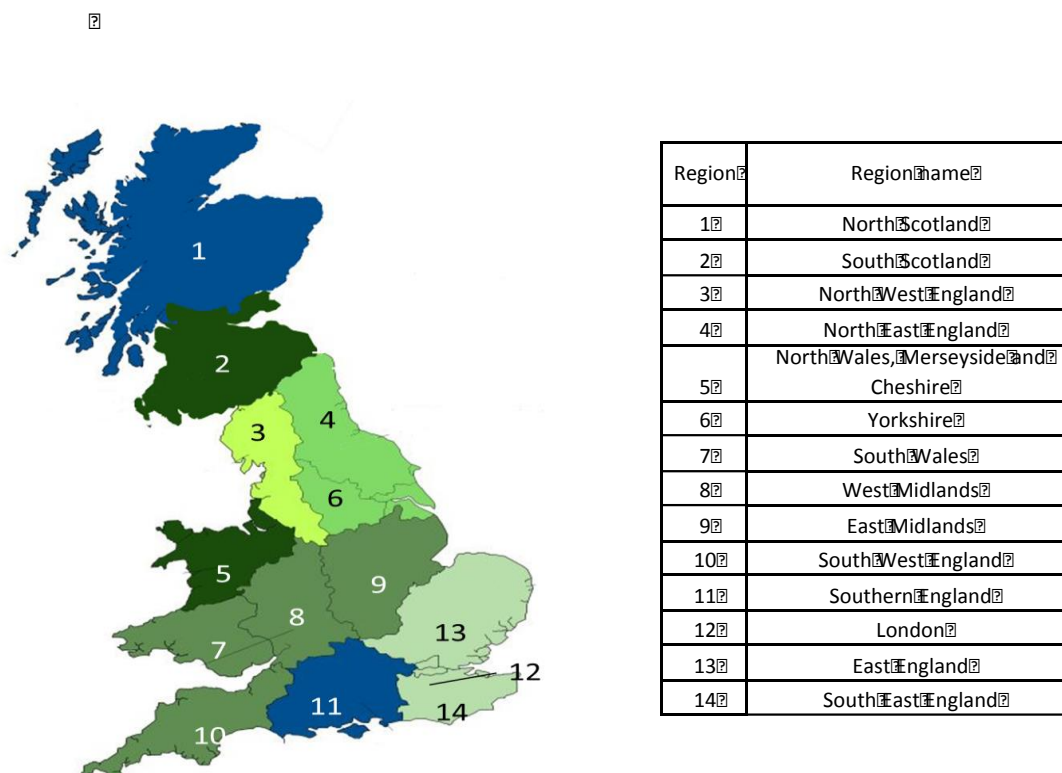 1
2
3
4
6
5
9
8
13
7
12
11
14
10
Region Region name
1 North Scotland
2 South Scotland
3 North West England
4 North East England
North Wales, Merseyside and
5 Cheshire
6 Yorkshire
7 South Wales
8 West Midlands
9 East Midlands
10 South West England
11 Southern England
12 London
13 East England
14 South East England